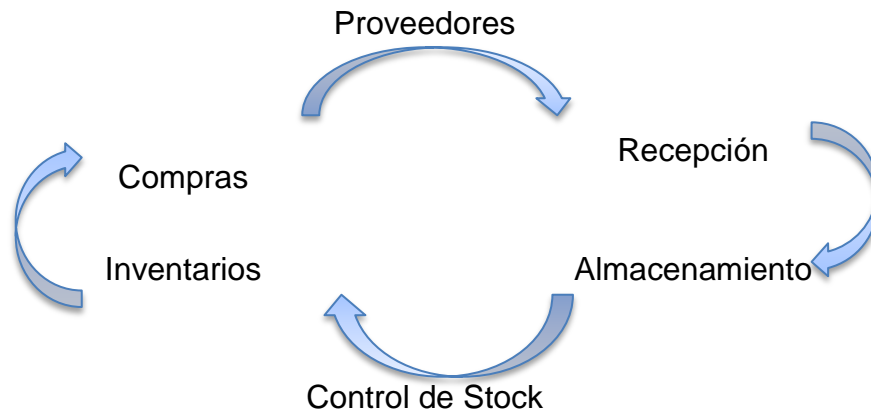 Proveedores
Recepción
Compras
Inventarios
Almacenamiento
Control de Stock